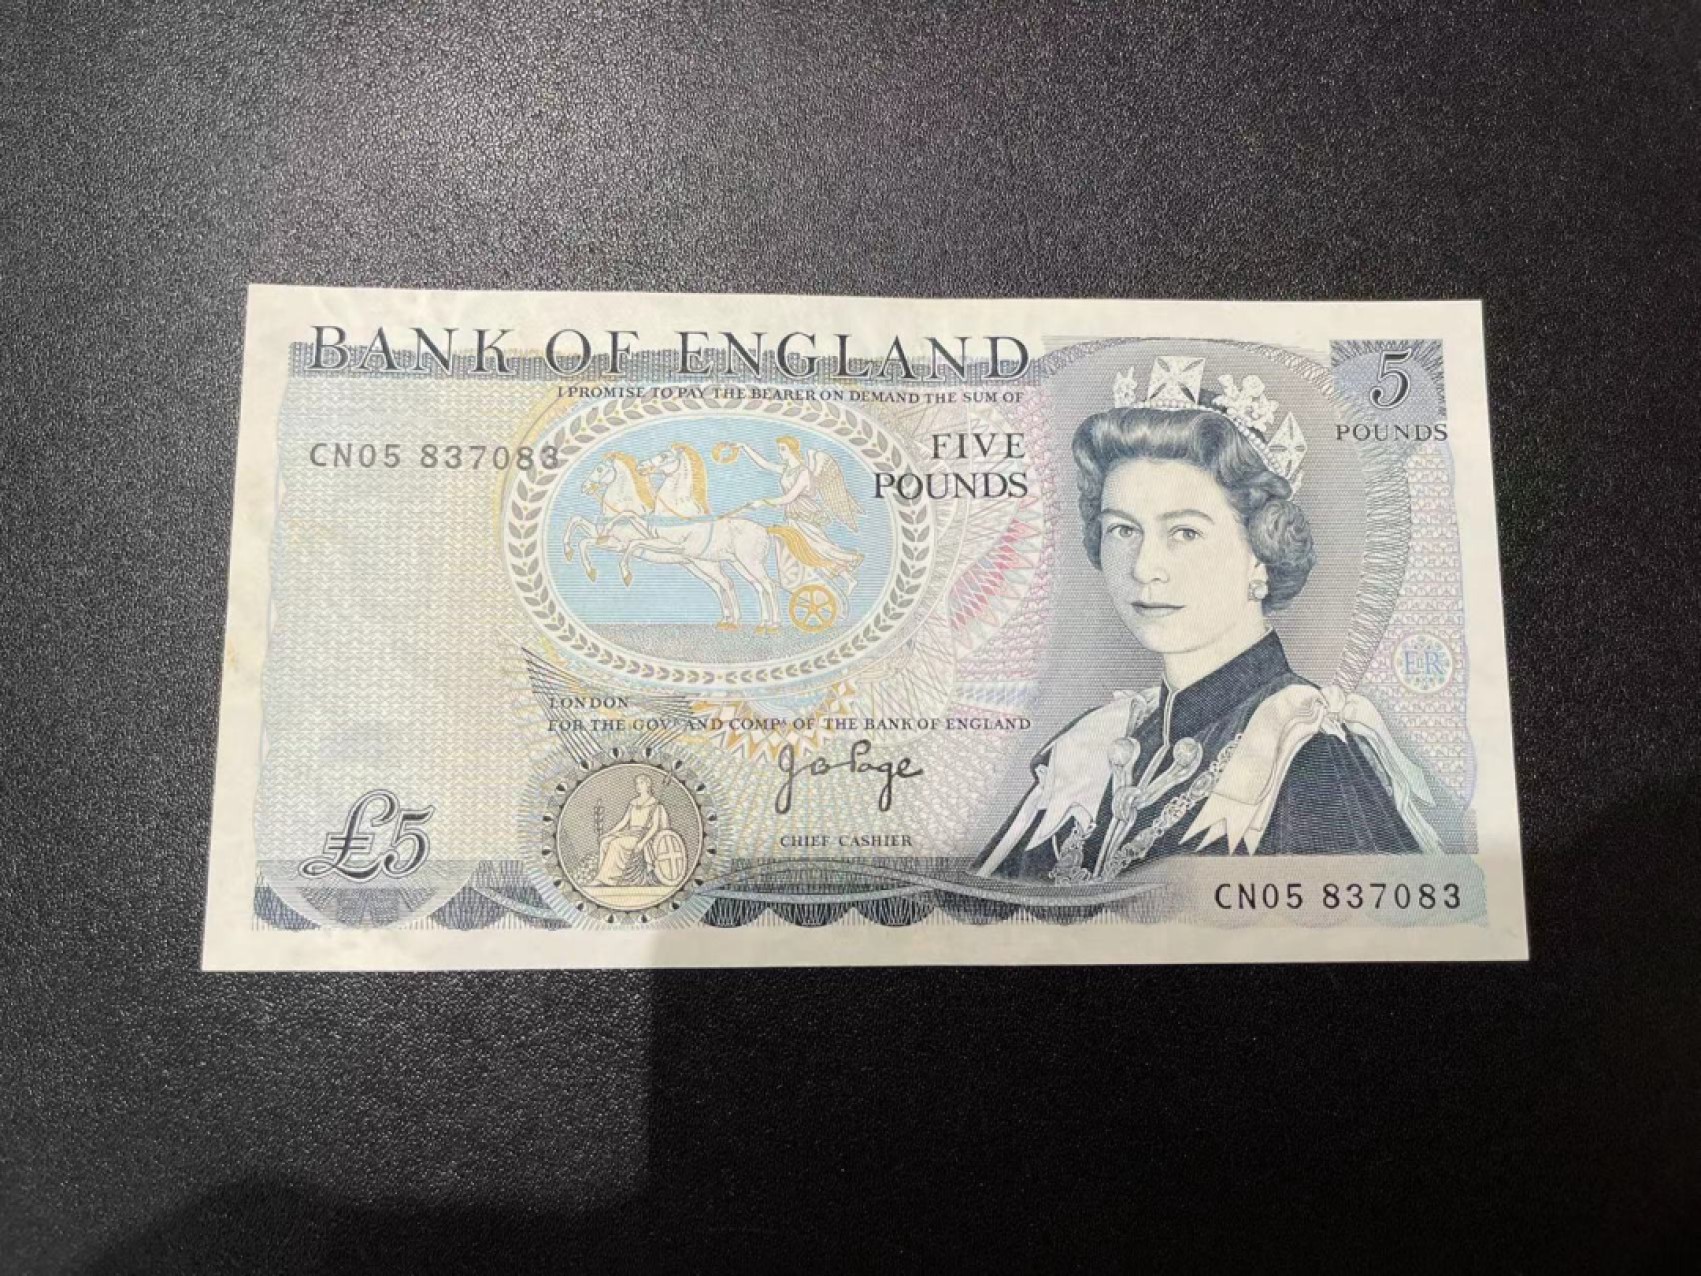 BANK OF ENGLAND
I PROMISE TO PAY THE BEARER ON DEMAND THE SUM OF
5
POUNDS
CN05 837083
FIVE
POUNDS
EIIR
LONDON
FOR THE GOVR AND COMPA OF THE BANK OF ENGLAND
J B Page
£5
CHIEF CASHIER
CN05 837083